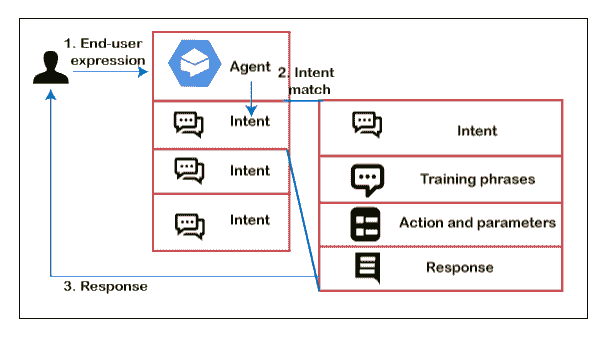 1. End-user
expression
Agent
2. Intent
match
Intent
Intent
Intent
Intent
Training phrases
Action and parameters
Response
3. Response